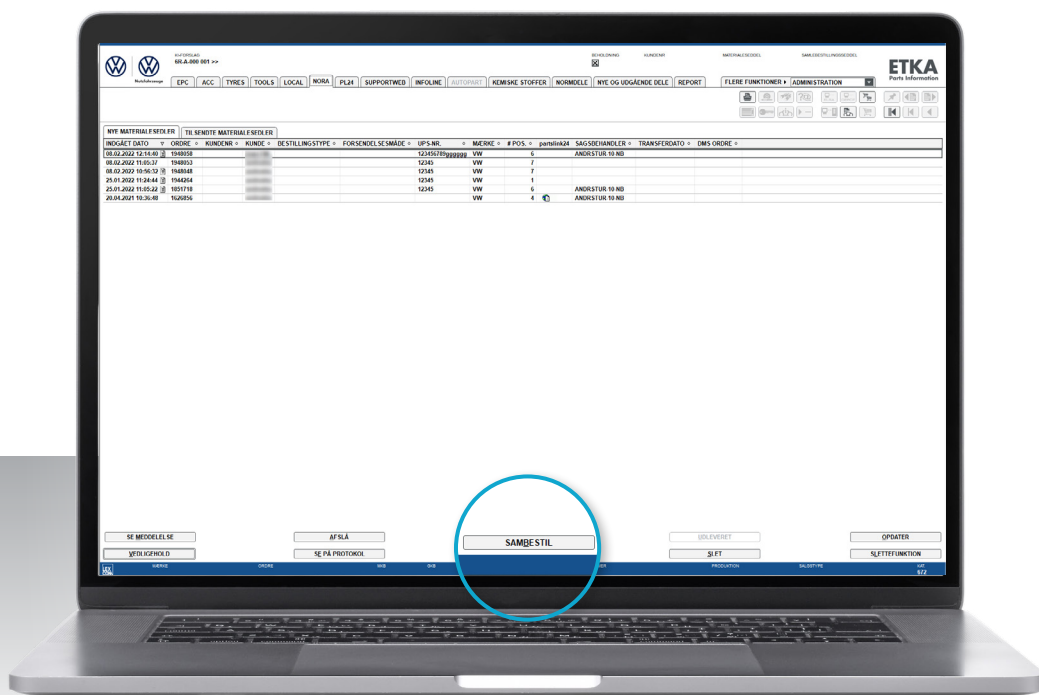 KI-FORSLAG BEHOLDNING KUNDENR MATERIALESEDDEL SAMLEBESTILLINGSSEDDEL
6R-A-000 001 >>
Nutzfahrzeuge
ETKA
Parts Information
EPC ACC TYRES TOOLS LOCAL NORA PL24 SUPPORTWEB INFOLINE AUTOPART KEMISKE STOFFER NORMDELE NYE OG UDGÅENDE DELE REPORT FLERE FUNKTIONER ADMINISTRATION
NYE MATERIALESEDLER TILSENDTE MATERIALESEDLER
INDGÅET DATO ORDRE KUNDENR KUNDE BESTILLINGSTYPE FORSENDELSESMÅDE UPS-NR. MÆRKE # POS. partslink24 SAGSBEHANDLER TRANSFERDATO DMS ORDRE
08.02.2022 12:14:40 1948058 123456789gggggg VW 6 ANDRSTUR-10-NB
08.02.2022 11:05:37 1948053 12345 VW 7
08.02.2022 10:56:32 1948048 12345 VW 7
25.01.2022 11:24:44 1944264 12345 VW 1
25.01.2022 11:05:22 1851718 12345 VW 6 ANDRSTUR-10-NB
20.04.2021 10:36:48 1626856 VW 4 ANDRSTUR-10-NB
SE MEDDELELSE AFSLÅ SAMBESTIL UDLEVERET OPDATER
VEDLIGEHOLD SE PÅ PROTOKOL SLET SLETTEFUNKTION
MÆRKE ORDRE MKB GKB PRODUKTION SALGSTYPE KAT.
672